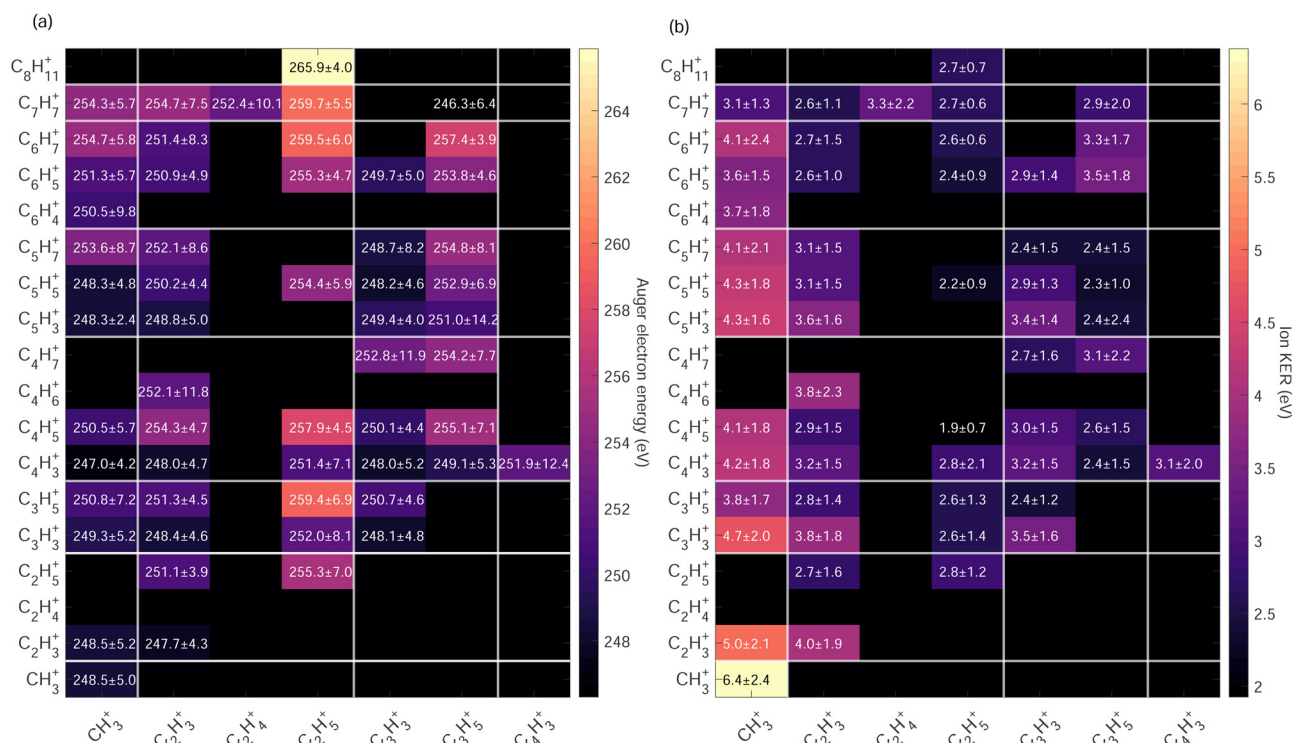 (a)
C8H11+ 265.9±4.0
C7H7+ 254.3±5.7 254.7±7.5 252.4±10.1 259.7±5.5 246.3±6.4
C6H7+ 254.7±5.8 251.4±8.3 259.5±6.0 257.4±3.9
C6H5+ 251.3±5.7 250.9±4.9 255.3±4.7 249.7±5.0 253.8±4.6
C6H4+ 250.5±9.8
C5H7+ 253.6±8.7 252.1±8.6 248.7±8.2 254.8±8.1
C5H5+ 248.3±4.8 250.2±4.4 254.4±5.9 248.2±4.6 252.9±6.9
C5H3+ 248.3±2.4 248.8±5.0 249.4±4.0 251.0±14.2
C4H7+ 252.8±11.9 254.2±7.7
C4H6+ 252.1±11.8
C4H5+ 250.5±5.7 254.3±4.7 257.9±4.5 250.1±4.4 255.1±7.1
C4H3+ 247.0±4.2 248.0±4.7 251.4±7.1 248.0±5.2 249.1±5.3 251.9±12.4
C3H5+ 250.8±7.2 251.3±4.5 259.4±6.9 250.7±4.6
C3H3+ 249.3±5.2 248.4±4.6 252.0±8.1 248.1±4.8
C2H5+ 251.1±3.9 255.3±7.0
C2H4+
C2H3+ 248.5±5.2 247.7±4.3
CH3+ 248.5±5.0
CH3+ C2H3+ C2H4+ C2H5+ C3H3+ C3H5+ C4H3+
264
262
260
258
256
254
252
250
248
Auger electron energy (eV)
(b)
C8H11+ 2.7±0.7
C7H7+ 3.1±1.3 2.6±1.1 3.3±2.2 2.7±0.6 2.9±2.0
C6H7+ 4.1±2.4 2.7±1.5 2.6±0.6 3.3±1.7
C6H5+ 3.6±1.5 2.6±1.0 2.4±0.9 2.9±1.4 3.5±1.8
C6H4+ 3.7±1.8
C5H7+ 4.1±2.1 3.1±1.5 2.4±1.5 2.4±1.5
C5H5+ 4.3±1.8 3.1±1.5 2.2±0.9 2.9±1.3 2.3±1.0
C5H3+ 4.3±1.6 3.6±1.6 3.4±1.4 2.4±2.4
C4H7+ 2.7±1.6 3.1±2.2
C4H6+ 3.8±2.3
C4H5+ 4.1±1.8 2.9±1.5 1.9±0.7 3.0±1.5 2.6±1.5
C4H3+ 4.2±1.8 3.2±1.5 2.8±2.1 3.2±1.5 2.4±1.5 3.1±2.0
C3H5+ 3.8±1.7 2.8±1.4 2.6±1.3 2.4±1.2
C3H3+ 4.7±2.0 3.8±1.8 2.6±1.4 3.5±1.6
C2H5+ 2.7±1.6 2.8±1.2
C2H4+
C2H3+ 5.0±2.1 4.0±1.9
CH3+ 6.4±2.4
CH3+ C2H3+ C2H4+ C2H5+ C3H3+ C3H5+ C4H3+
6
5.5
5
4.5
4
3.5
3
2.5
2
Ion KER (eV)